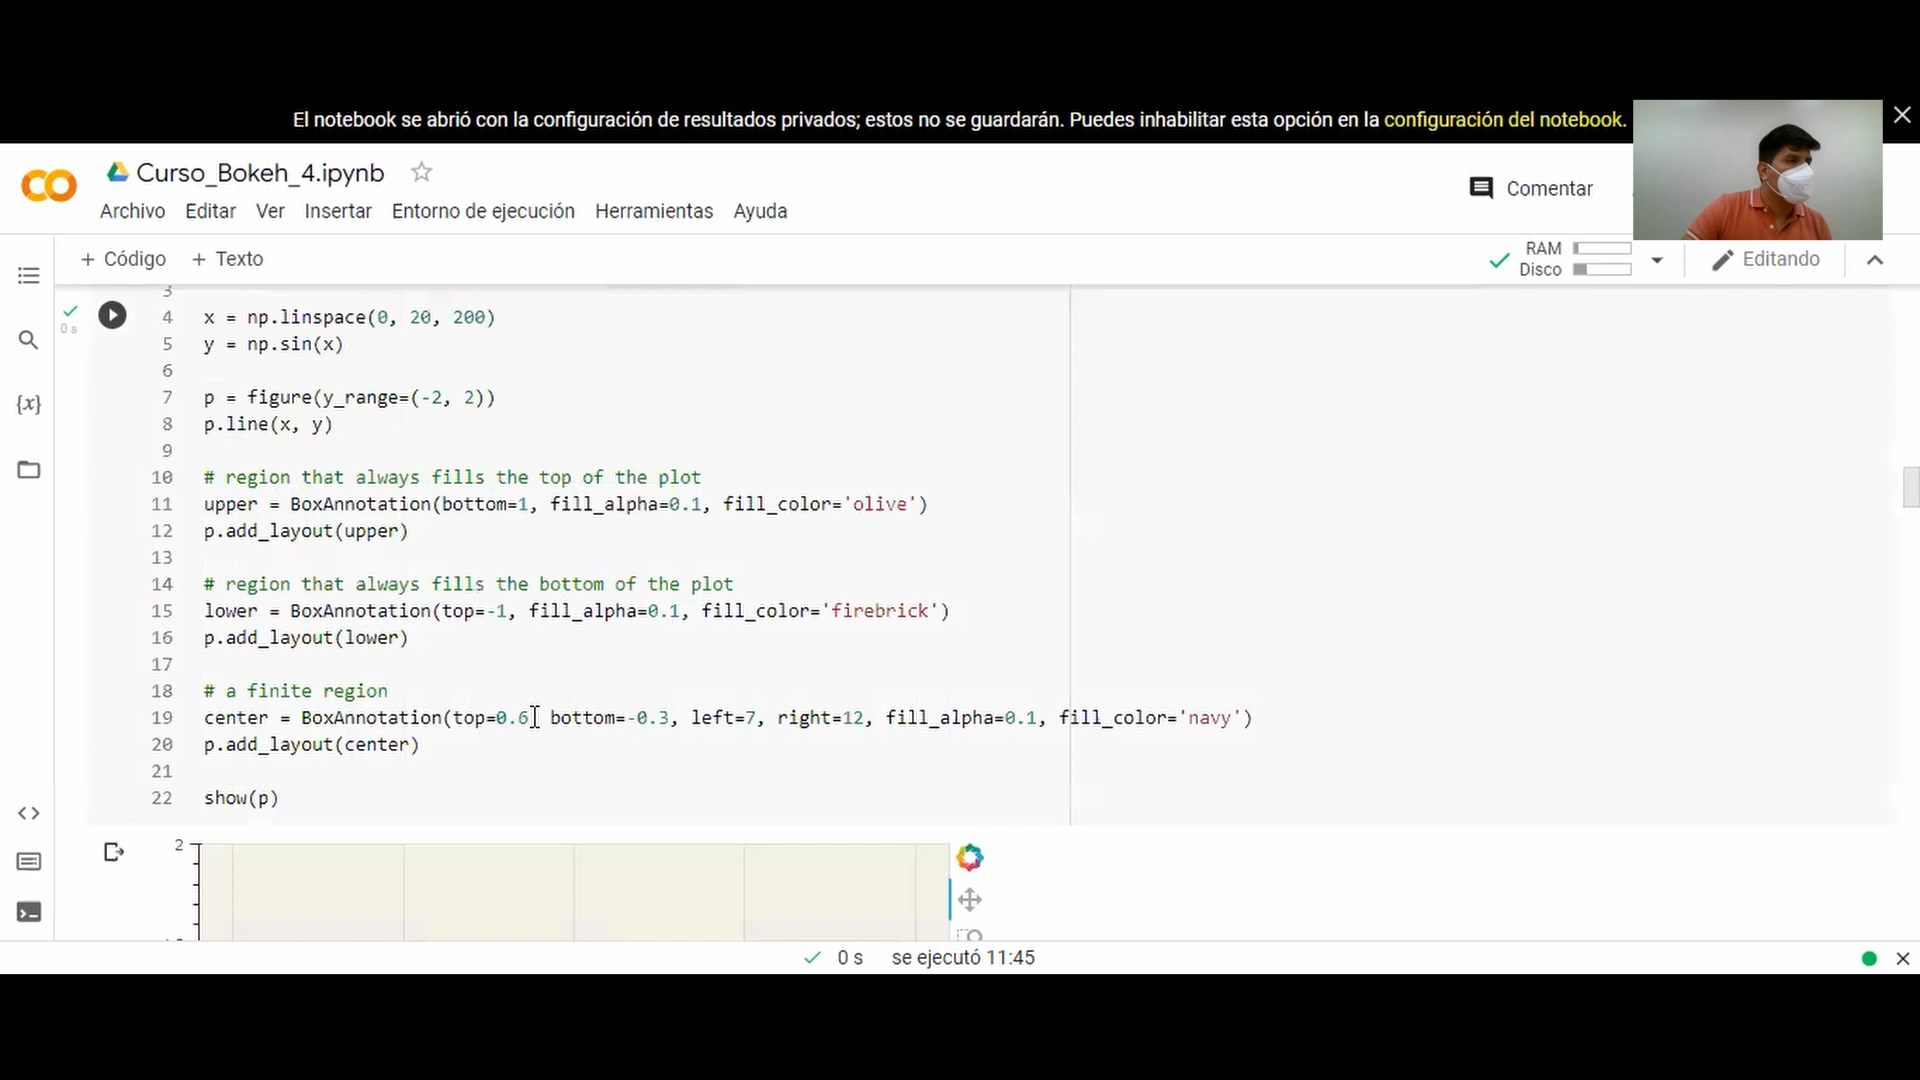 El notebook se abrió con la configuración de resultados privados; estos no se guardarán. Puedes inhabilitar esta opción en la configuración del notebook.
Curso_Bokeh_4.ipynb
Comentar
Archivo Editar Ver Insertar Entorno de ejecución Herramientas Ayuda
+ Código + Texto
RAM
Disco
Editando
3
0 s
4 x = np.linspace(0, 20, 200)
5 y = np.sin(x)
6
7 p = figure(y_range=(-2, 2))
8 p.line(x, y)
9
10 # region that always fills the top of the plot
11 upper = BoxAnnotation(bottom=1, fill_alpha=0.1, fill_color='olive')
12 p.add_layout(upper)
13
14 # region that always fills the bottom of the plot
15 lower = BoxAnnotation(top=-1, fill_alpha=0.1, fill_color='firebrick')
16 p.add_layout(lower)
17
18 # a finite region
19 center = BoxAnnotation(top=0.6, bottom=-0.3, left=7, right=12, fill_alpha=0.1, fill_color='navy')
20 p.add_layout(center)
21
22 show(p)
2
0 s se ejecutó 11:45